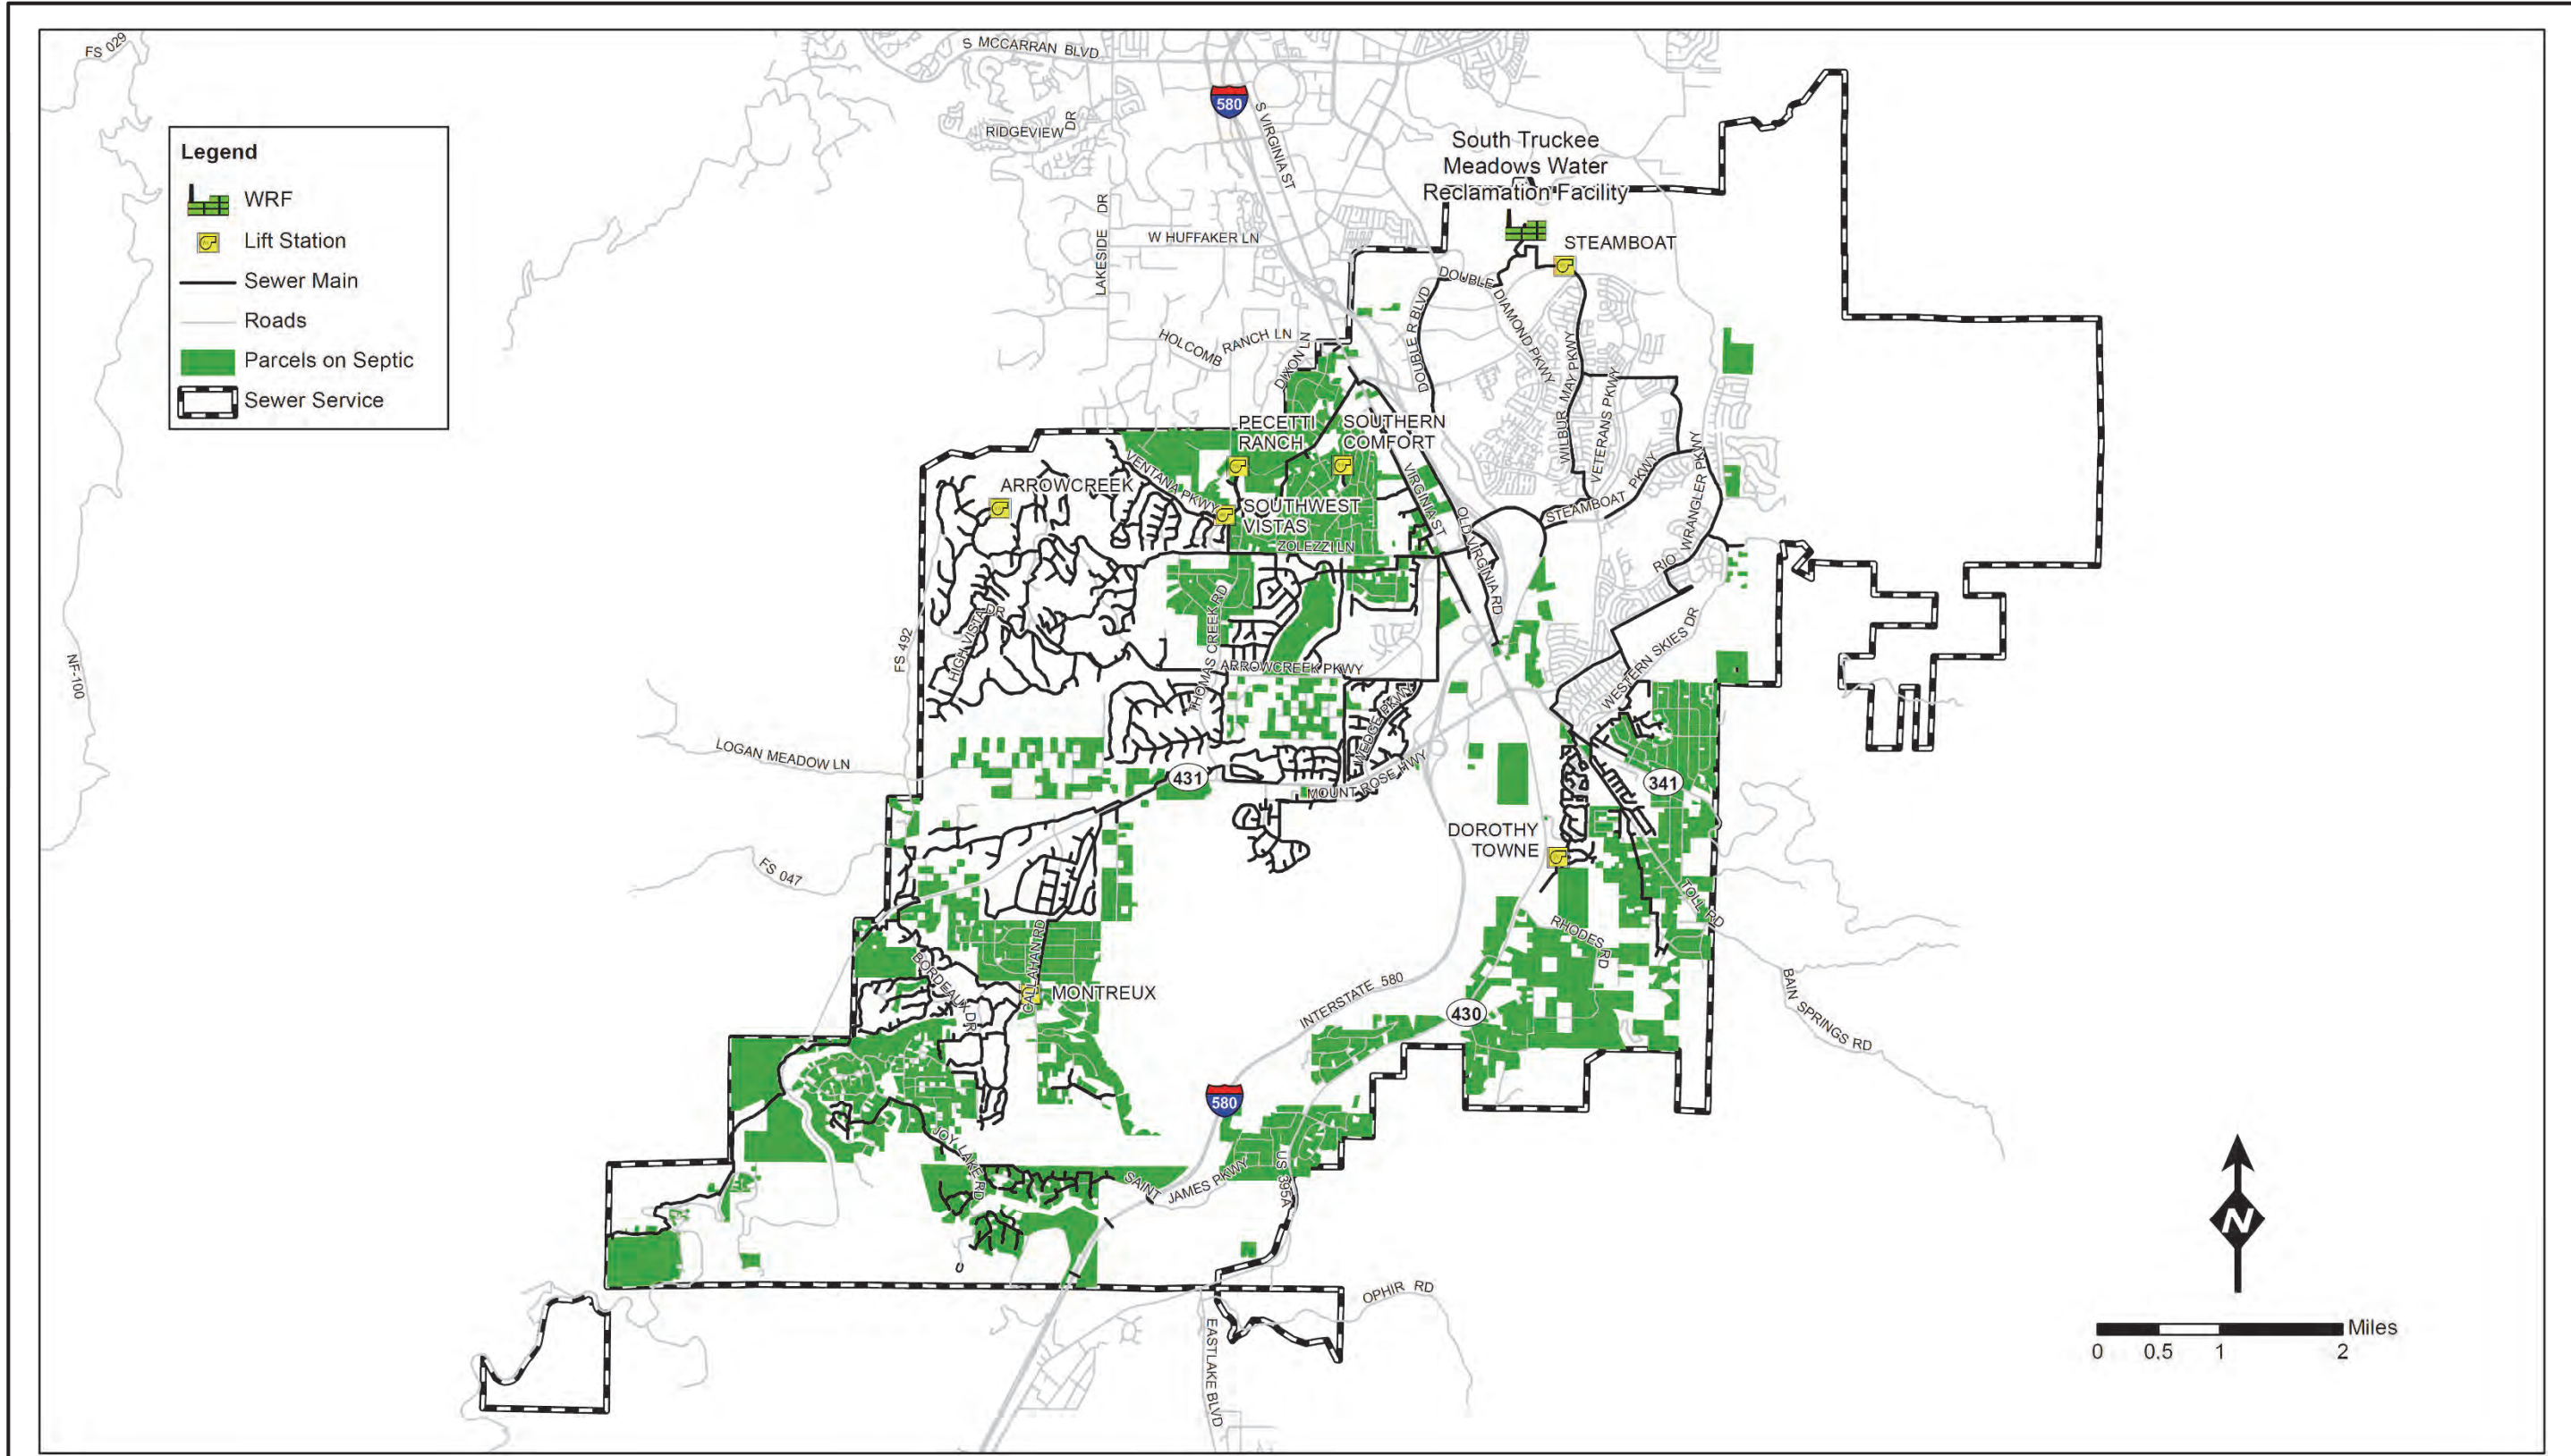 FS 029
S MCCARRAN BLVD
580
S VIRGINIA ST
RIDGEVIEW DR
LAKESIDE DR
W HUFFAKER LN
Legend
WRF
Lift Station
Sewer Main
Roads
Parcels on Septic
Sewer Service
South Truckee
Meadows Water
Reclamation Facility
STEAMBOAT
DOUBLE DIAMOND PKWY
DOUBLE R BLVD
HOLCOMB RANCH LN
DIXON LN
WILBUR MAY PKWY
VETERANS PKWY
PECETTI
RANCH
SOUTHERN
COMFORT
VENTANA PKWY
ARROWCREEK
SOUTHWEST
VISTAS
VIRGINIA ST
OLD VIRGINIA RD
STEAMBOAT PKWY
RIO WRANGLER PKWY
ZOLEZZI LN
THOMAS CREEK RD
HIGH VISTA DR
FS 492
NF-100
ARROWCREEK PKWY
WESTERN SKIES DR
WEDGE PKWY
LOGAN MEADOW LN
431
MOUNT ROSE HWY
341
DOROTHY
TOWNE
FS 047
TOLL RD
RHODES RD
CALLAHAN RD
BORDEAUX DR
MONTREUX
INTERSTATE 580
430
BAIN SPRINGS RD
580
JOY LAKE RD
SAINT JAMES PKWY
US 395A
OPHIR RD
EASTLAKE BLVD
N
Miles
0 0.5 1 2